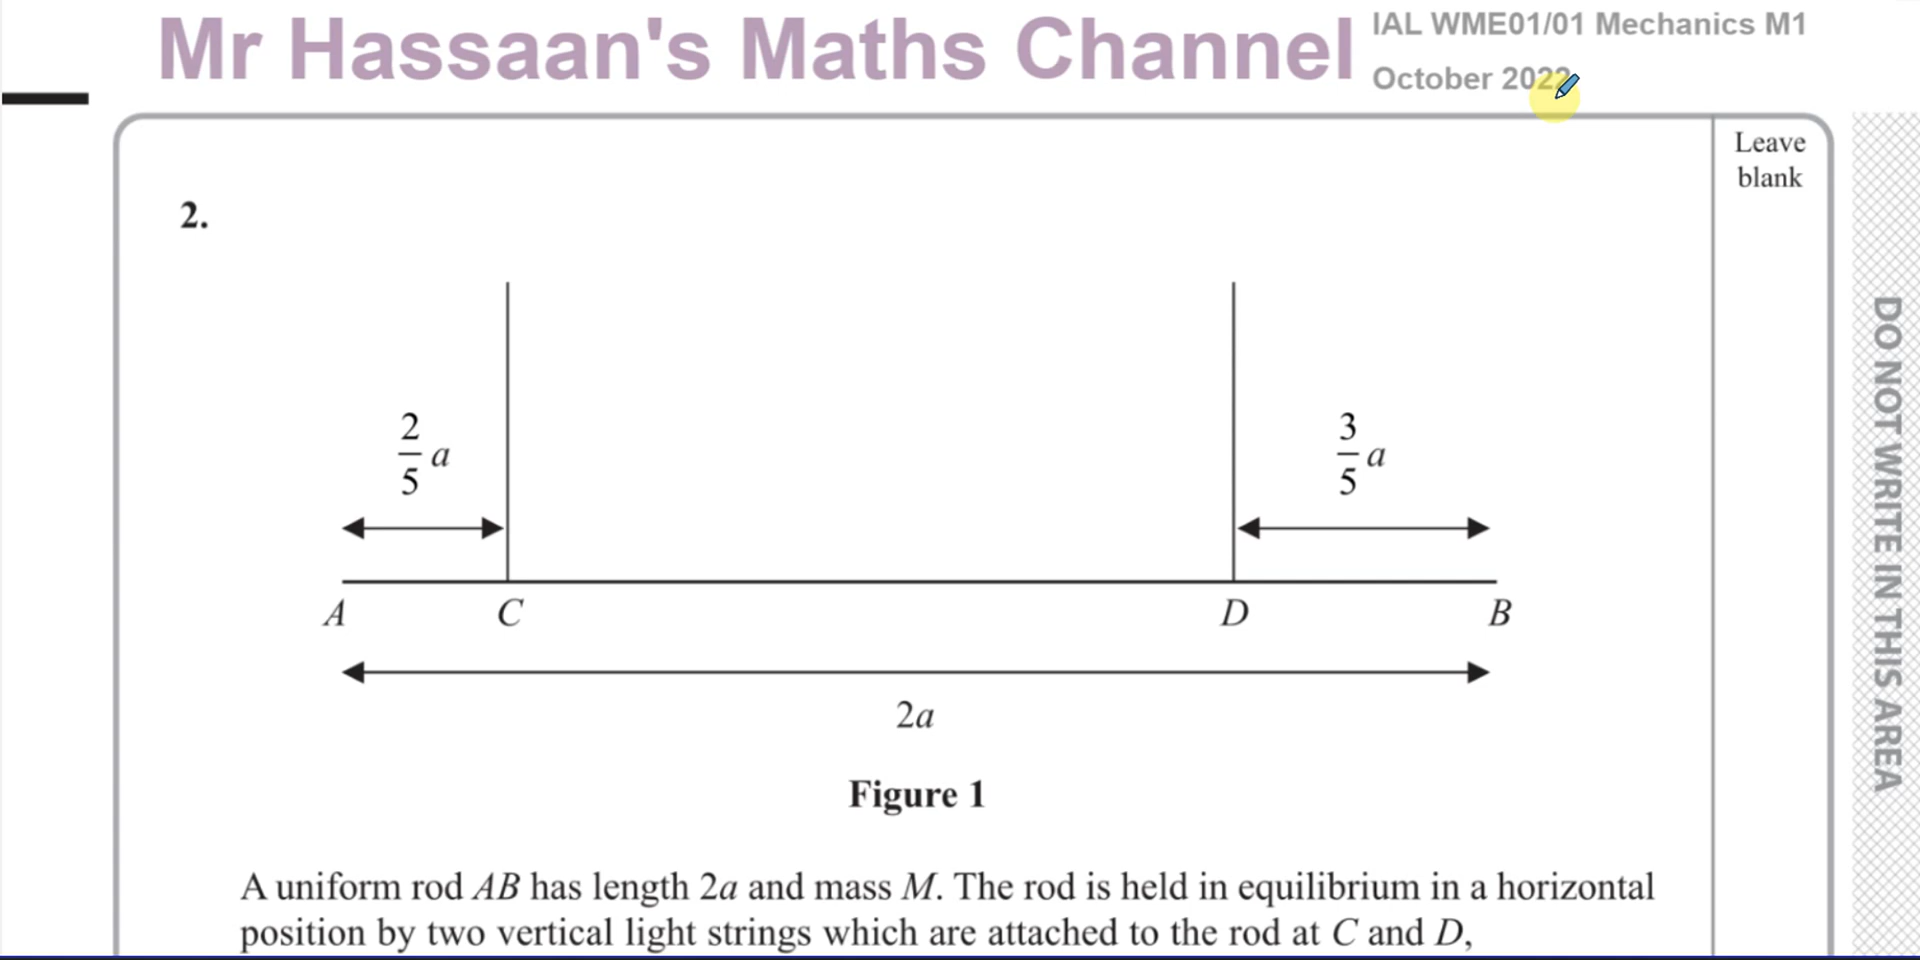 Mr Hassaan's Maths Channel
IAL WME01/01 Mechanics M1
October 2022
Leave
blank
2.
2
5
a
3
5
a
A
C
D
B
2a
Figure 1
A uniform rod AB has length 2a and mass M. The rod is held in equilibrium in a horizontal
position by two vertical light strings which are attached to the rod at C and D,
DO NOT WRITE IN THIS AREA